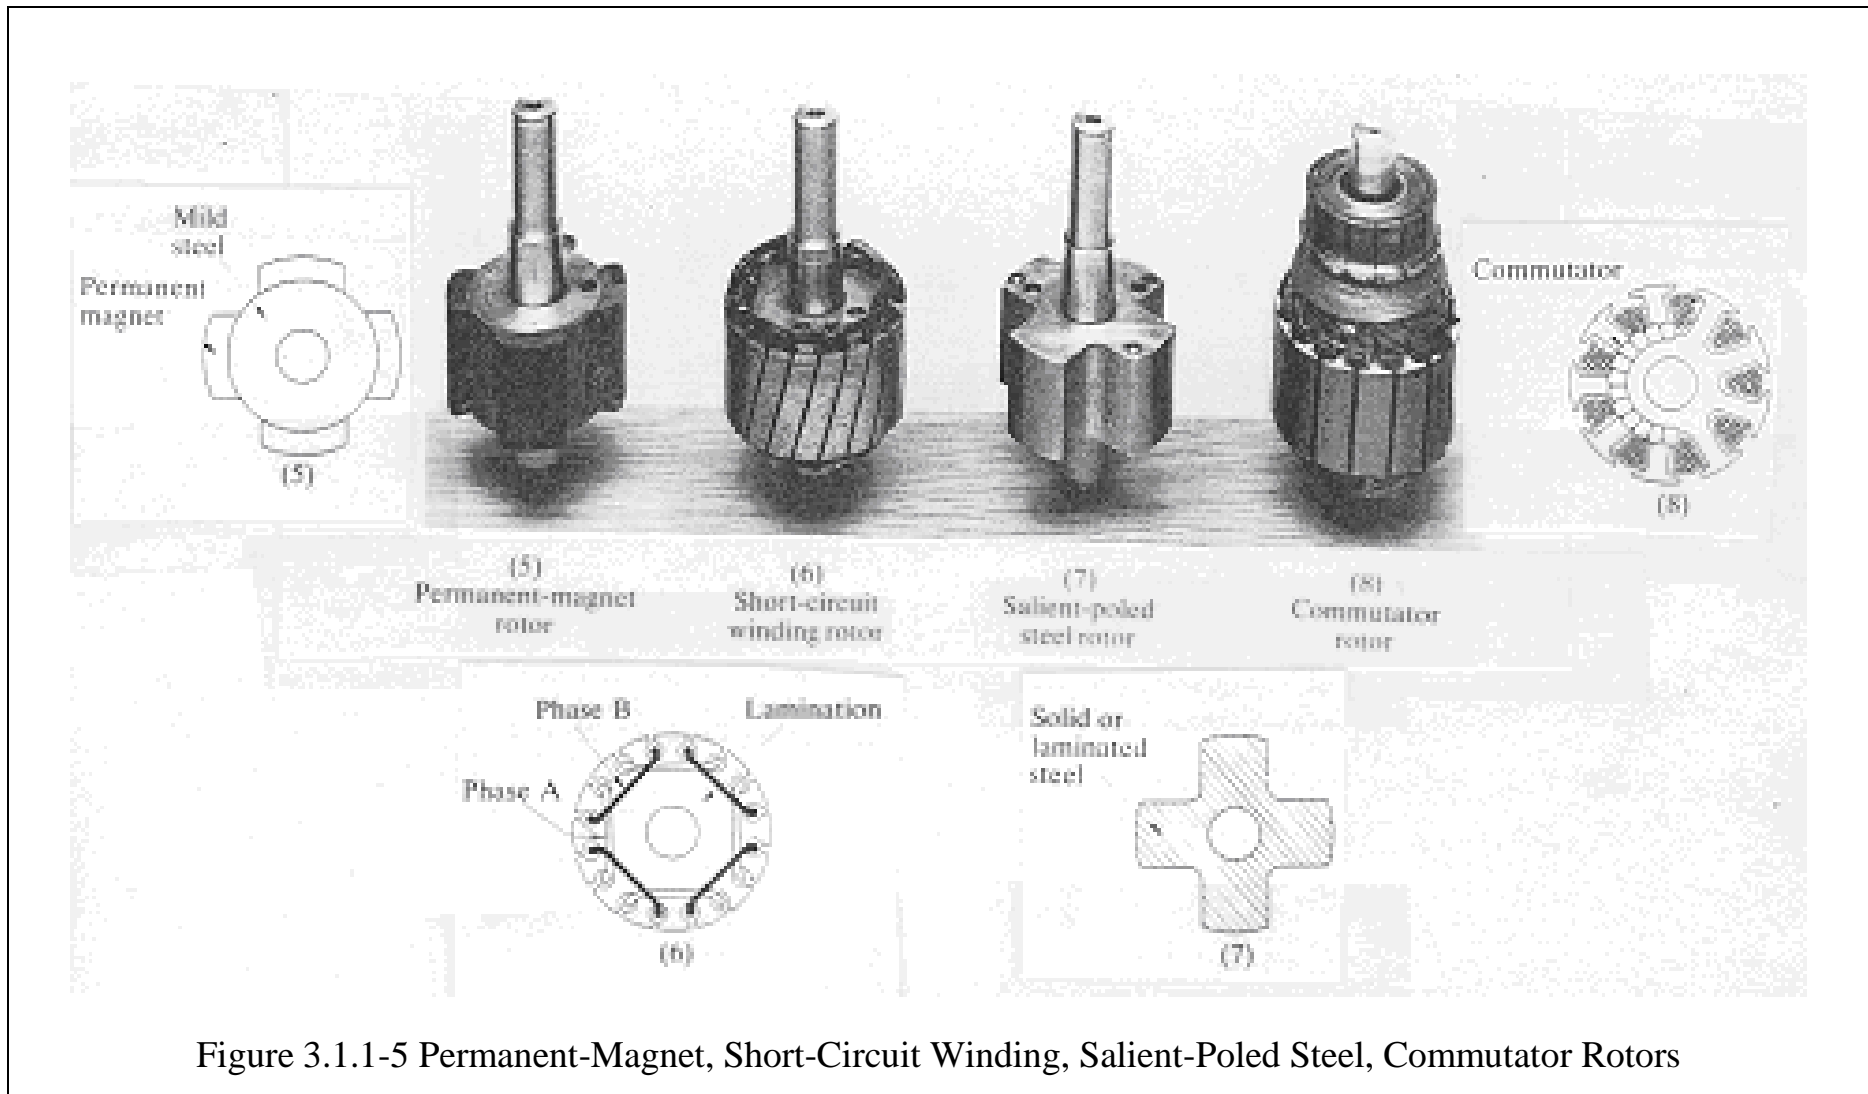 Mild
steel
Permanent
magnet
(5)
Commutator
(8)
(5)
Permanent-magnet
rotor
(6)
Short-circuit
winding rotor
(7)
Salient-poled
steel rotor
(8)
Commutator
rotor
Phase B
Lamination
Phase A
(6)
Solid or
laminated
steel
(7)
Figure 3.1.1-5 Permanent-Magnet, Short-Circuit Winding, Salient-Poled Steel, Commutator Rotors